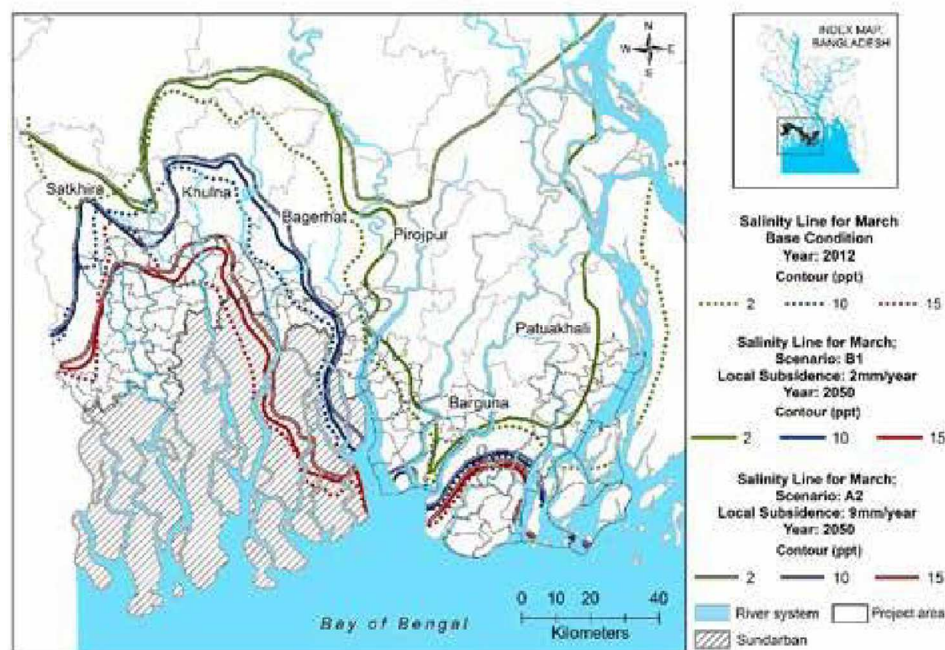 N
W E
S
INDEX MAP:
BANGLADESH
Satkhira
Khulna
Bagerhat
Pirojpur
Patuakhali
Barguna
Bay of Bengal
0 10 20 40
Kilometers
Salinity Line for March
Base Condition
Year: 2012
Contour (ppt)
2 10 15
Salinity Line for March;
Scenario: B1
Local Subsidence: 2mm/year
Year: 2050
Contour (ppt)
2 10 15
Salinity Line for March;
Scenario: A2
Local Subsidence: 9mm/year
Year: 2050
Contour (ppt)
2 10 15
River system Project area
Sundarban